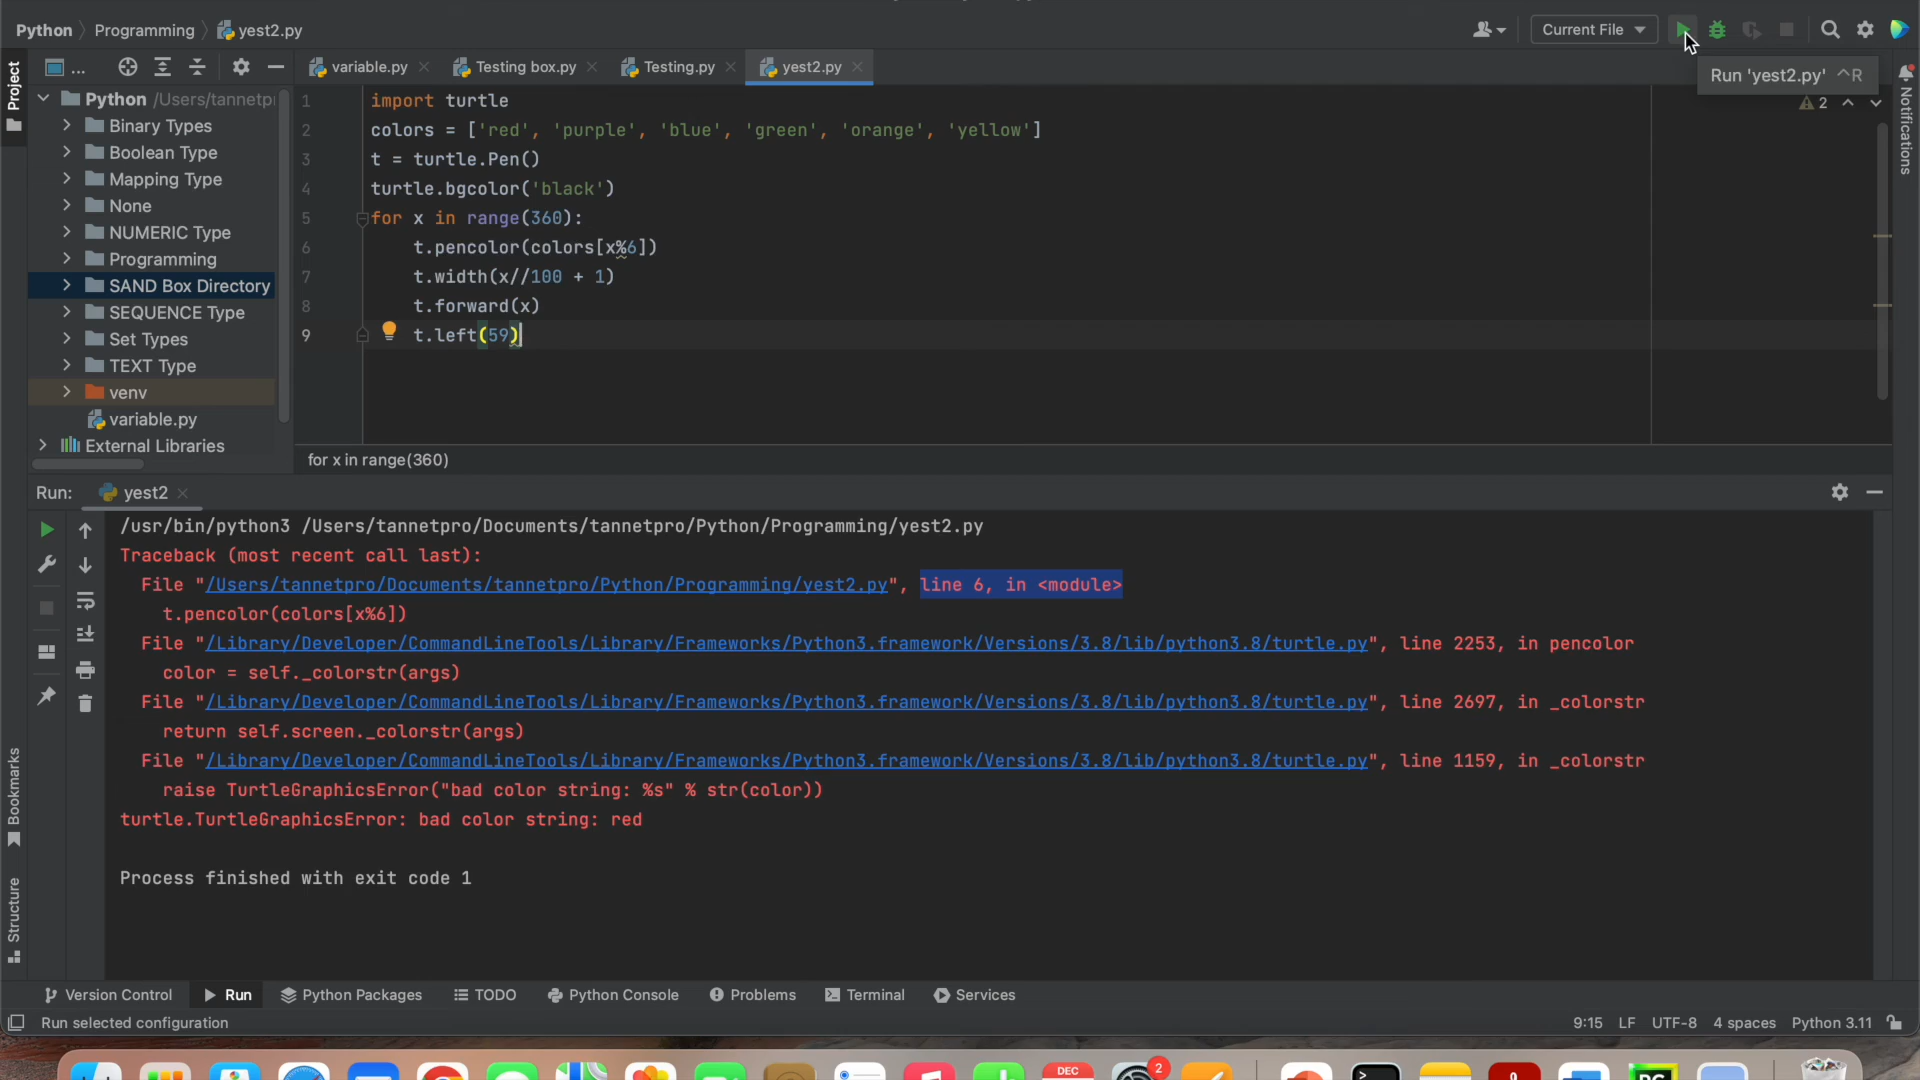 Python Programming yest2.py
Current File
Run 'yest2.py' ^R
Project
...
variable.py Testing box.py Testing.py yest2.py
Notifications
2
Python /Users/tannetpr
Binary Types
Boolean Type
Mapping Type
None
NUMERIC Type
Programming
SAND Box Directory
SEQUENCE Type
Set Types
TEXT Type
venv
variable.py
External Libraries
1 import turtle
2 colors = ['red', 'purple', 'blue', 'green', 'orange', 'yellow']
3 t = turtle.Pen()
4 turtle.bgcolor('black')
5 for x in range(360):
6 t.pencolor(colors[x%6])
7 t.width(x//100 + 1)
8 t.forward(x)
9 t.left(59)
for x in range(360)
Run: yest2
/usr/bin/python3 /Users/tannetpro/Documents/tannetpro/Python/Programming/yest2.py
Traceback (most recent call last):
File "/Users/tannetpro/Documents/tannetpro/Python/Programming/yest2.py", line 6, in <module>
t.pencolor(colors[x%6])
File "/Library/Developer/CommandLineTools/Library/Frameworks/Python3.framework/Versions/3.8/lib/python3.8/turtle.py", line 2253, in pencolor
color = self._colorstr(args)
File "/Library/Developer/CommandLineTools/Library/Frameworks/Python3.framework/Versions/3.8/lib/python3.8/turtle.py", line 2697, in _colorstr
return self.screen._colorstr(args)
File "/Library/Developer/CommandLineTools/Library/Frameworks/Python3.framework/Versions/3.8/lib/python3.8/turtle.py", line 1159, in _colorstr
raise TurtleGraphicsError("bad color string: %s" % str(color))
turtle.TurtleGraphicsError: bad color string: red
Process finished with exit code 1
Bookmarks
Structure
Version Control Run Python Packages TODO Python Console Problems Terminal Services
Run selected configuration
9:15 LF UTF-8 4 spaces Python 3.11
DEC
2